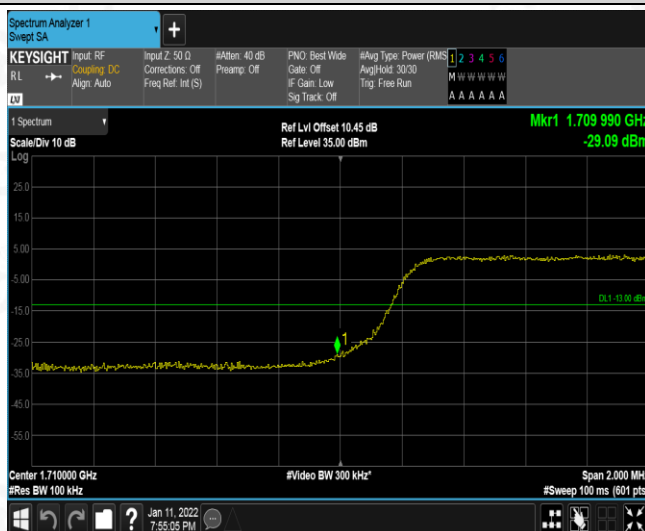 Spectrum Analyzer 1
Swept SA
+
KEYSIGHT
RL
LXI
Input: RF
Coupling: DC
Align: Auto
Input Z: 50 Ω
Corrections: Off
Freq Ref: Int (S)
#Atten: 40 dB
Preamp: Off
PNO: Best Wide
Gate: Off
IF Gain: Low
Sig Track: Off
#Avg Type: Power (RMS
Avg|Hold: 30/30
Trig: Free Run
1 2 3 4 5 6
M W W W W W
A A A A A A
1 Spectrum
Scale/Div 10 dB
Log
Ref Lvl Offset 10.45 dB
Ref Level 35.00 dBm
Mkr1 1.709 990 GHz
-29.09 dBm
25.0
15.0
5.00
-5.00
-15.0
-25.0
-35.0
-45.0
-55.0
DL1 -13.00 dBm
1
Center 1.710000 GHz
#Res BW 100 kHz
#Video BW 300 kHz*
Span 2.000 MH
#Sweep 100 ms (601 pts
?
Jan 11, 2022
7:55:05 PM